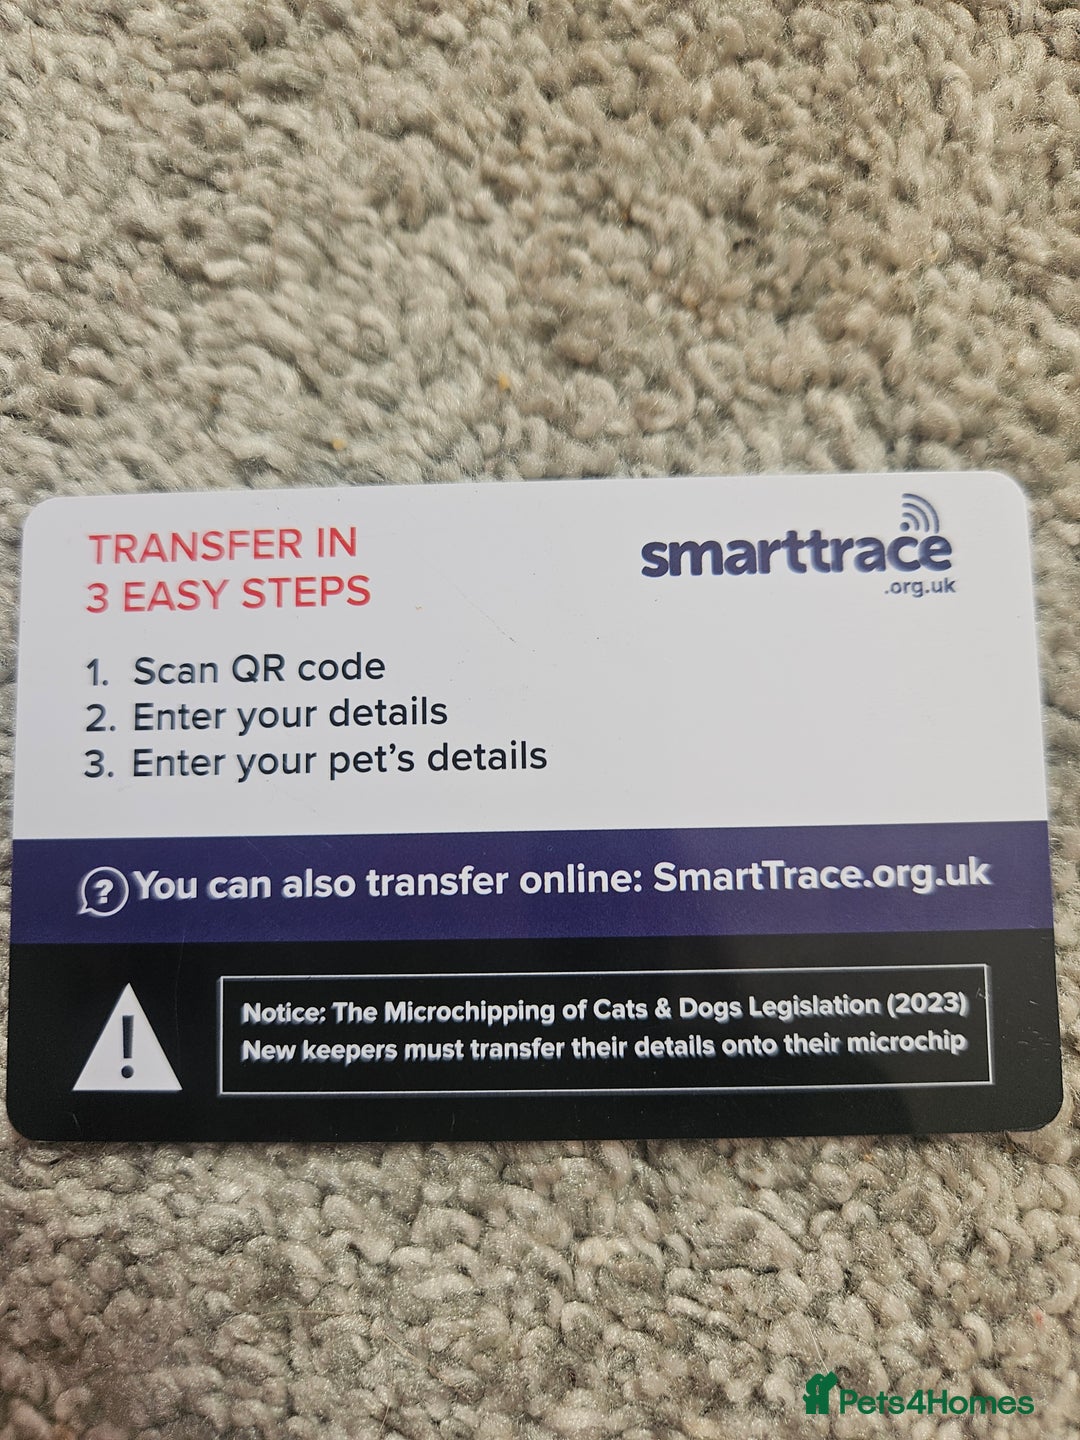 TRANSFER IN
3 EASY STEPS
smarttrace
.org.uk
1. Scan QR code
2. Enter your details
3. Enter your pet's details
? You can also transfer online: SmartTrace.org.uk
! Notice: The Microchipping of Cats & Dogs Legislation (2023)
New keepers must transfer their details onto their microchip
Pets4Homes